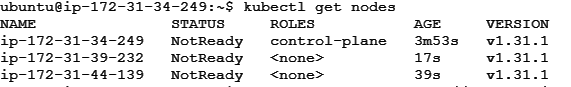 ubuntu@ip-172-31-34-249:~$ kubectl get nodes
NAME STATUS ROLES AGE VERSION
ip-172-31-34-249 NotReady control-plane 3m53s v1.31.1
ip-172-31-39-232 NotReady <none> 17s v1.31.1
ip-172-31-44-139 NotReady <none> 39s v1.31.1